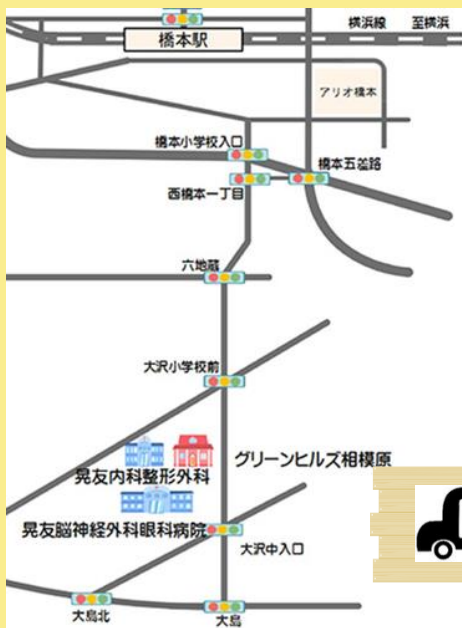 橋本駅
横浜線 至横浜
アリオ橋本
橋本小学校入口
橋本五差路
西橋本一丁目
六地蔵
大沢小学校前
グリーンヒルズ相模原
晃友内科整形外科
晃友脳神経外科眼科病院
大沢中入口
大島北
大島